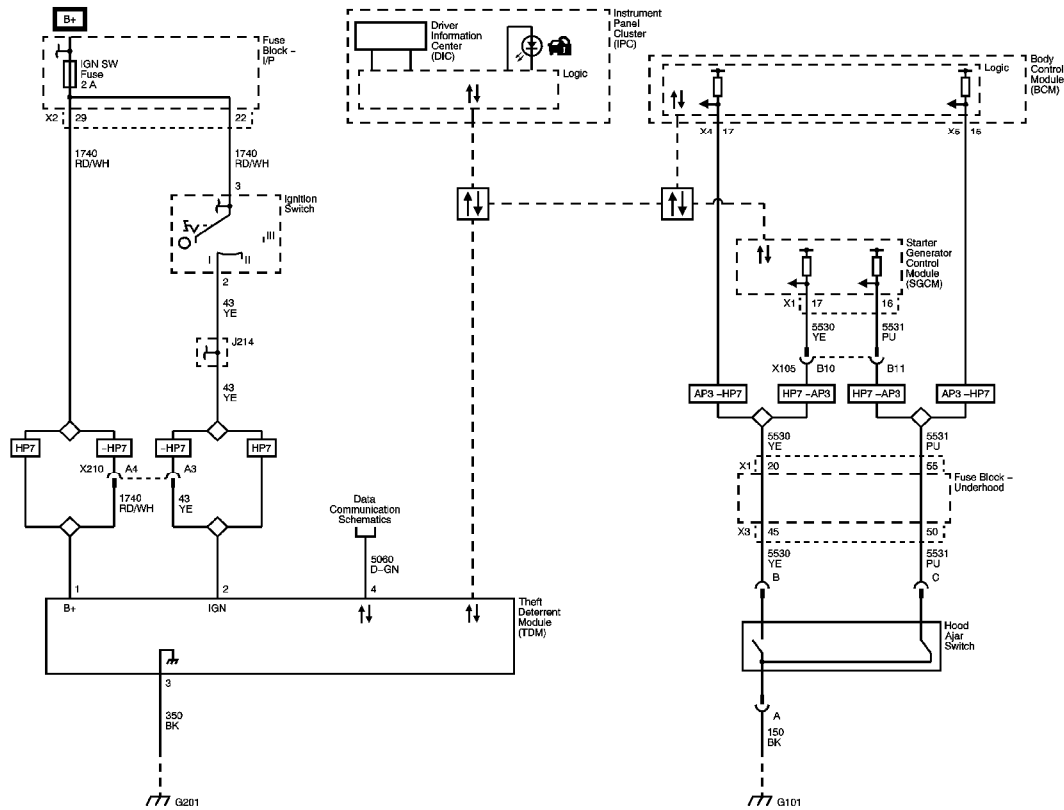 B+
Fuse
Block –
I/P
IGN SW
Fuse
2 A
X2 29 22
1740
RD/WH
1740
RD/WH
3
Ignition
Switch
I II III
2
43
YE
J214
43
YE
HP7 –HP7 –HP7 HP7
X210 A4 A3
1740
RD/WH
43
YE
Driver
Information
Center
(DIC)
Instrument
Panel
Cluster
(IPC)
Logic
Logic
Body
Control
Module
(BCM)
X4 17
15
Starter
Generator
Control
Module
(SGCM)
X1 17 16
5530
YE
5531
PU
X105 B10 B11
AP3 –HP7 HP7 –AP3 HP7 –AP3 AP3 –HP7
5530
YE
5531
PU
X1 20 55
Fuse Block –
Underhood
X3 45 50
5530
YE
5531
PU
B C
Hood
Ajar
Switch
A
150
BK
G101
Data
Communication
Schematics
5060
D–GN
1 2 4
B+ IGN
Theft
Deterrent
Module
(TDM)
3
350
BK
G201